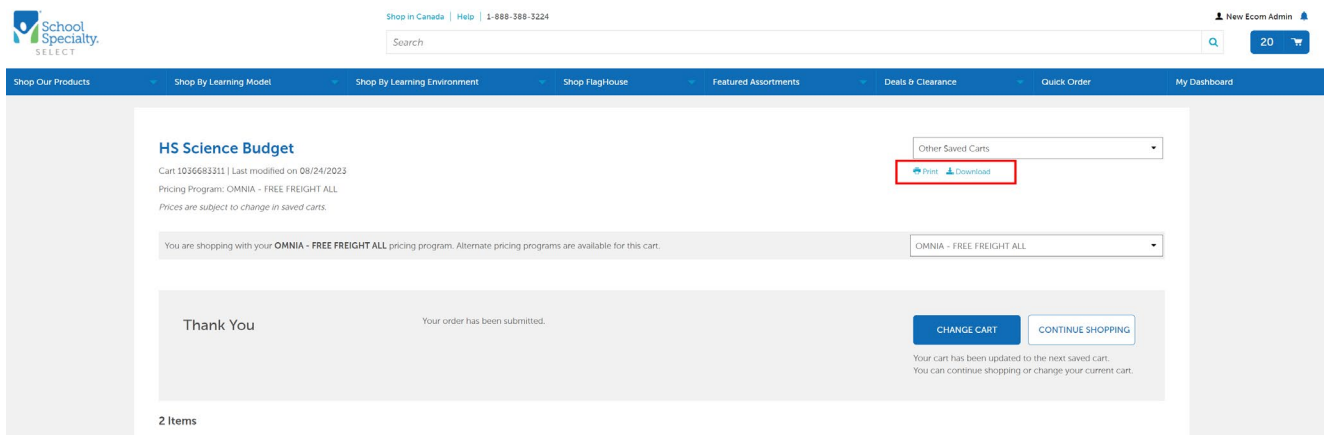 School
Specialty.
SELECT
Shop in Canada | Help | 1-888-388-3224
New Ecom Admin
Search
20
Shop Our Products
Shop By Learning Model
Shop By Learning Environment
Shop FlagHouse
Featured Assortments
Deals & Clearance
Quick Order
My Dashboard
HS Science Budget
Other Saved Carts
Cart 1036683311 | Last modified on 08/24/2023
Print Download
Pricing Program: OMNIA - FREE FREIGHT ALL
Prices are subject to change in saved carts.
You are shopping with your OMNIA - FREE FREIGHT ALL pricing program. Alternate pricing programs are available for this cart.
OMNIA - FREE FREIGHT ALL
Thank You
Your order has been submitted.
CHANGE CART
CONTINUE SHOPPING
Your cart has been updated to the next saved cart.
You can continue shopping or change your current cart.
2 Items